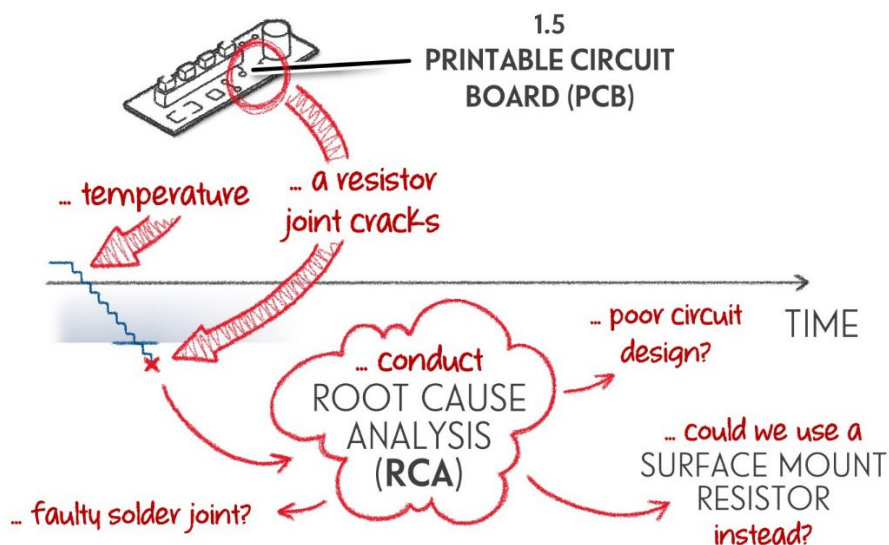 1.5
PRINTABLE CIRCUIT
BOARD (PCB)
... temperature
... a resistor
joint cracks
TIME
... poor circuit
design?
... conduct
ROOT CAUSE
ANALYSIS
(RCA)
... could we use a
SURFACE MOUNT
RESISTOR
instead?
... faulty solder joint?